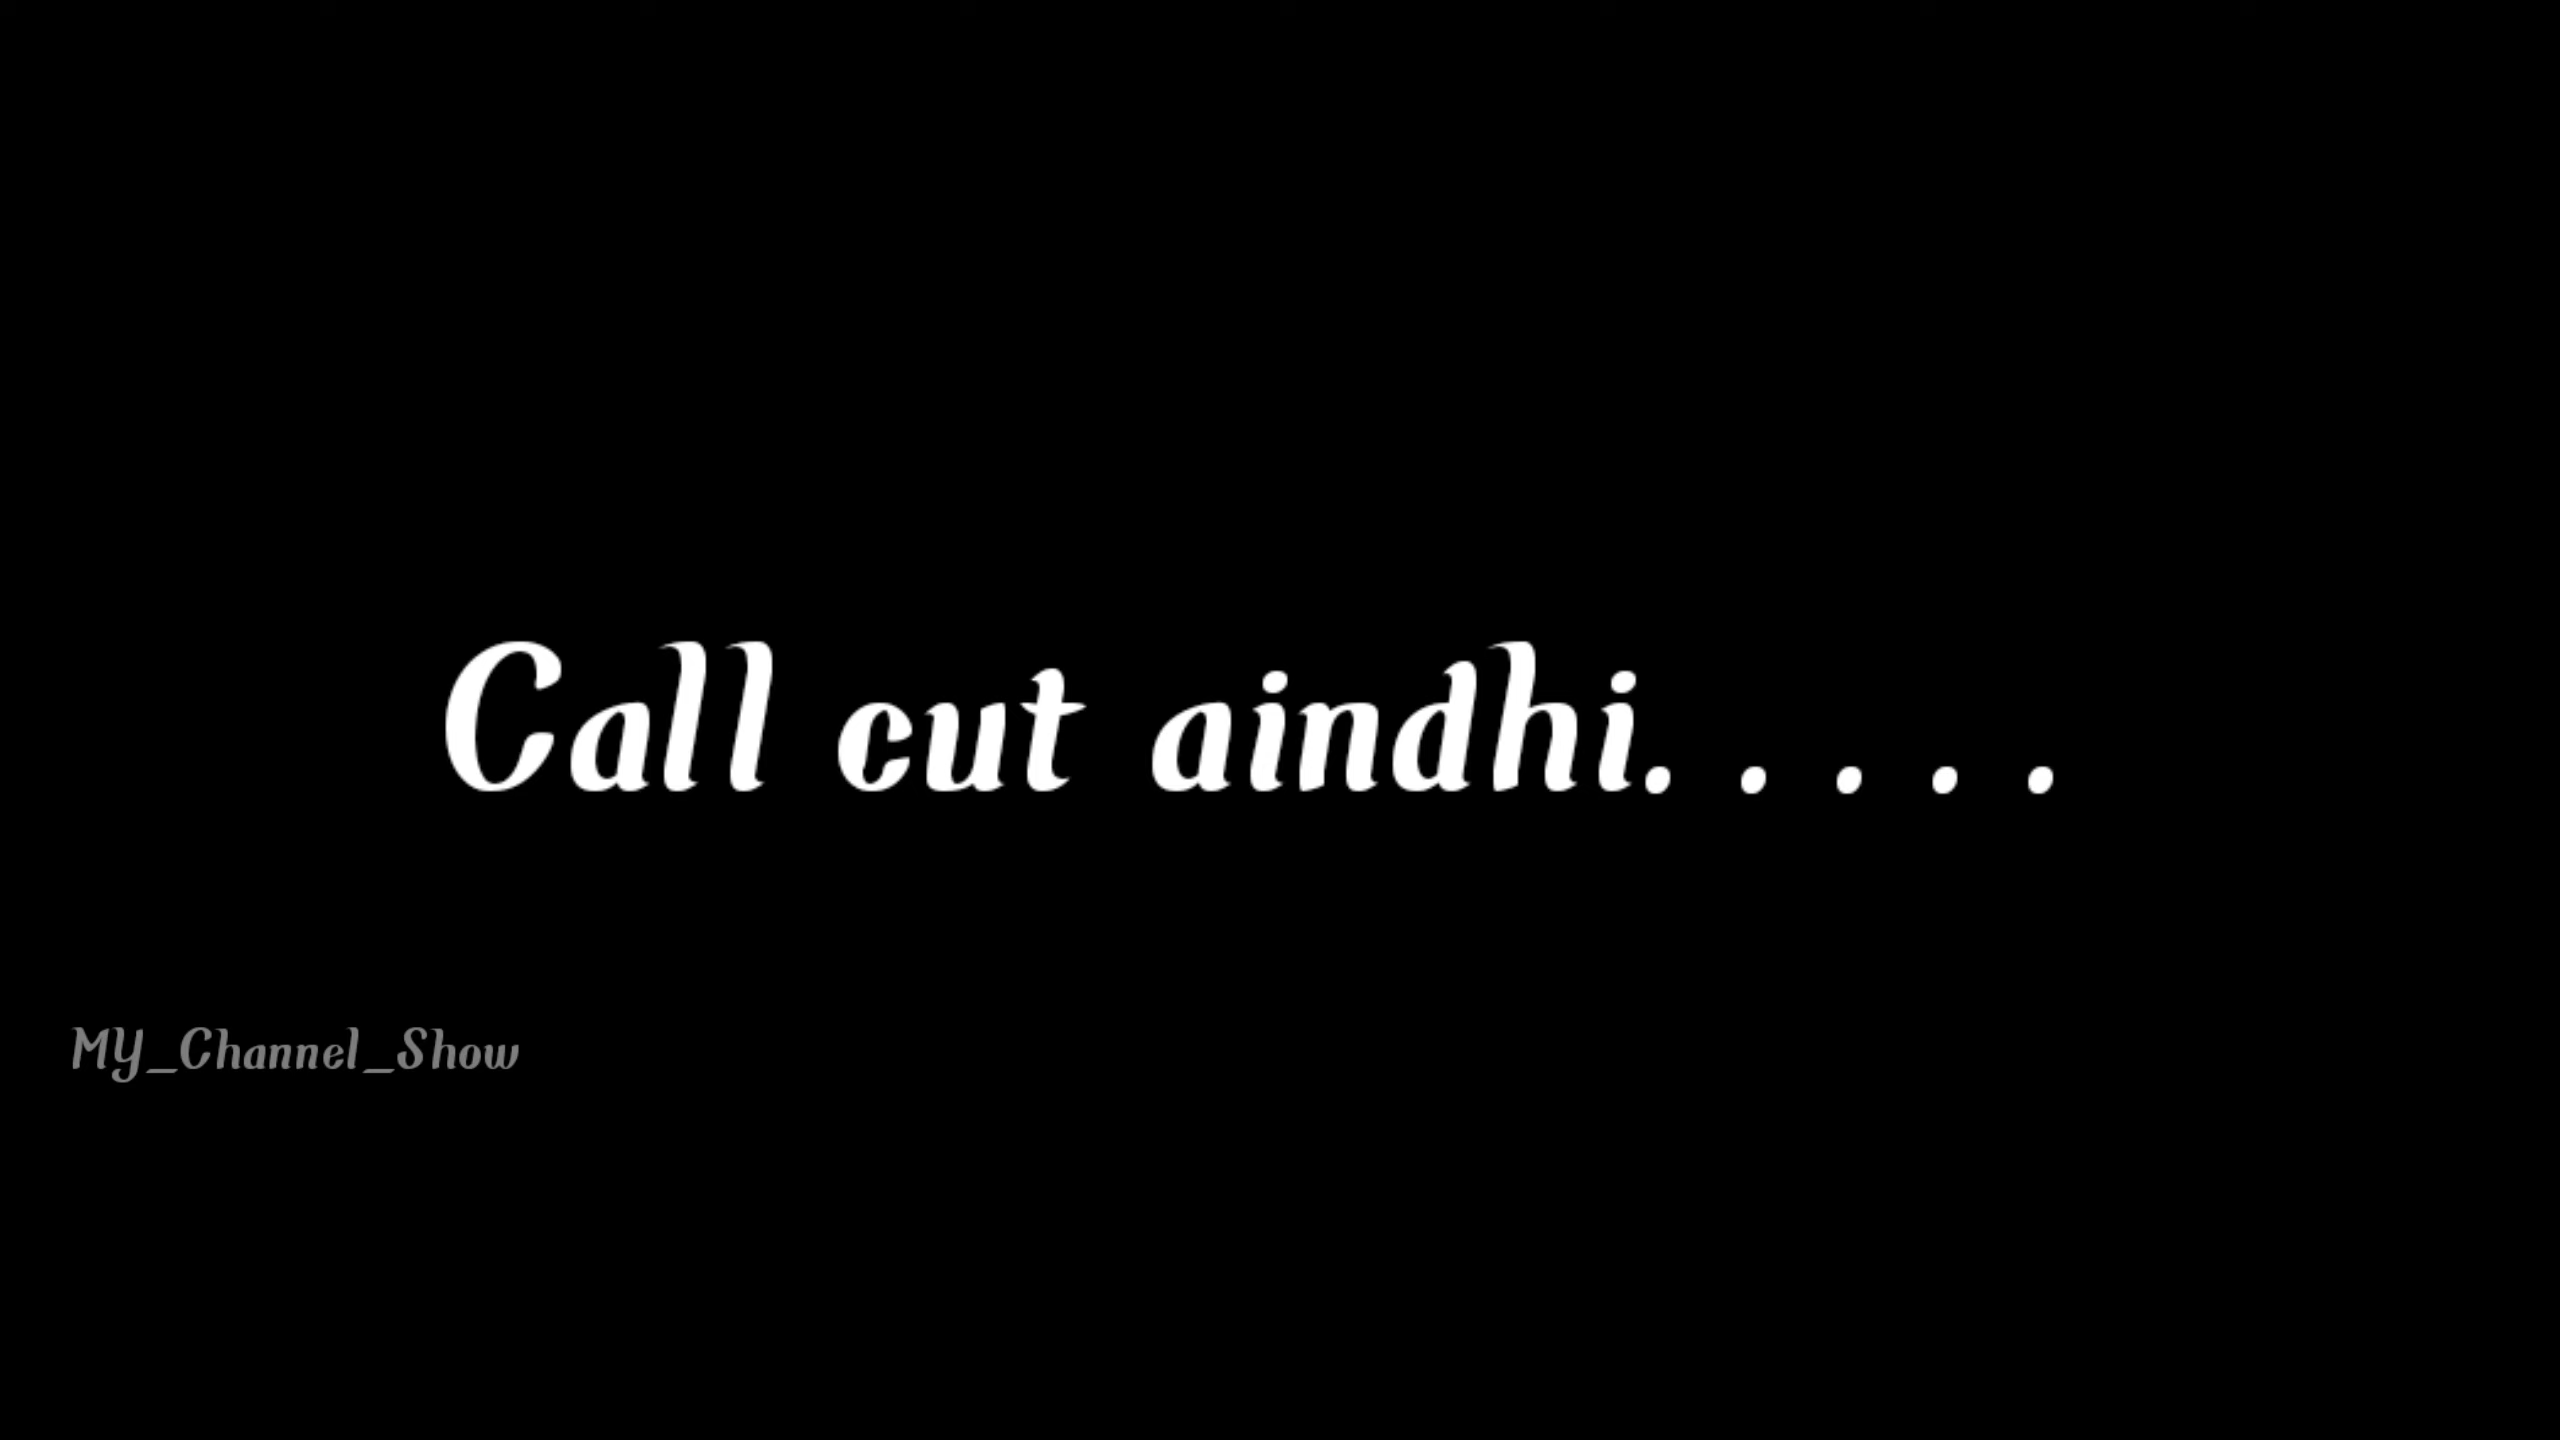 Call cut aindhi. . . . .
MY_Channel_Show